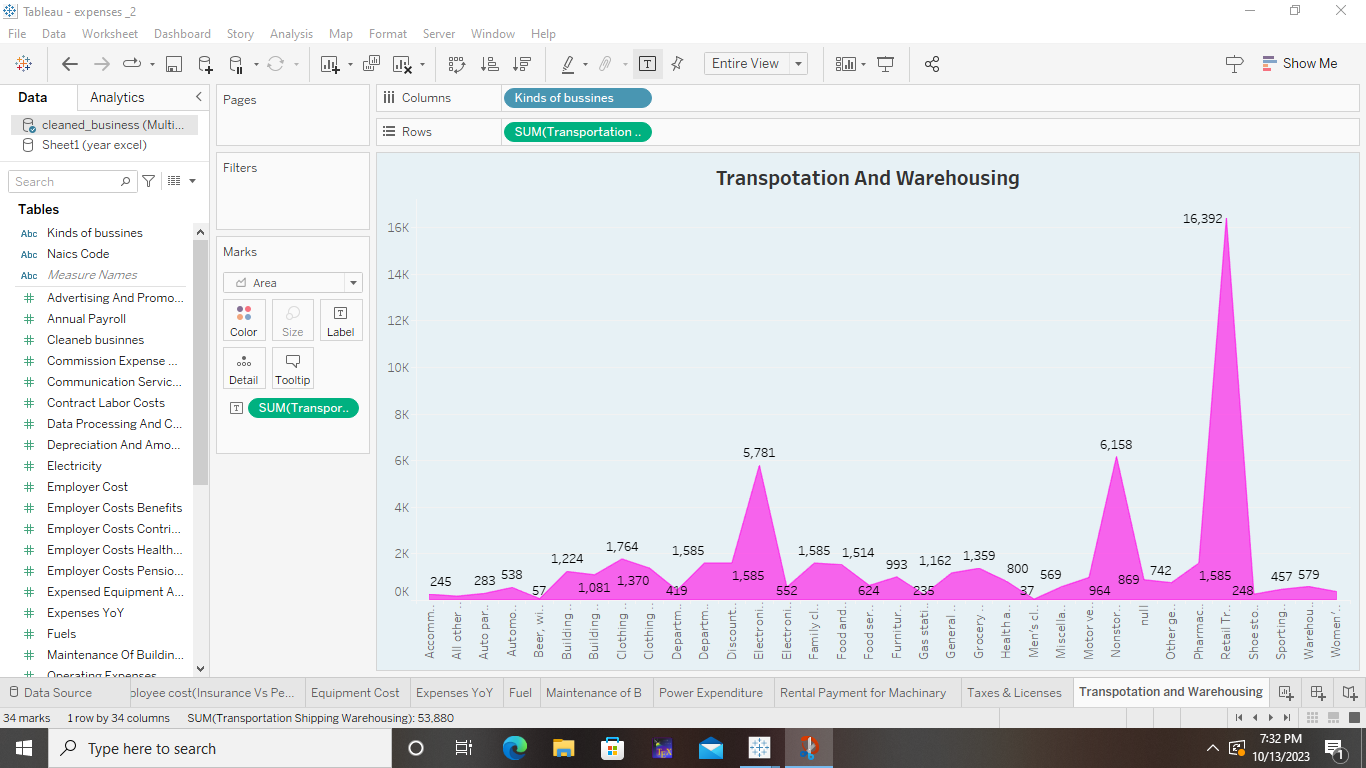 Tableau - expenses _2
File Data Worksheet Dashboard Story Analysis Map Format Server Window Help
Entire View
Show Me
Data Analytics
cleaned_business (Multi...
Sheet1 (year excel)
Search
Tables
Abc Kinds of bussines
Abc Naics Code
Abc Measure Names
Advertising And Promo...
Annual Payroll
Cleaneb businnes
Commission Expense ...
Communication Servic...
Contract Labor Costs
Data Processing And C...
Depreciation And Amo...
Electricity
Employer Cost
Employer Costs Benefits
Employer Costs Contri...
Employer Costs Health...
Employer Costs Pensio...
Expensed Equipment A...
Expenses YoY
Fuels
Maintenance Of Buildin...
Operating Expenses
Pages
Filters
Marks
Area
Color Size Label
Detail Tooltip
SUM(Transpor..
Columns Kinds of bussines
Rows SUM(Transportation ..
Transpotation And Warehousing
16K
14K
12K
10K
8K
6K
4K
2K
0K
245
283
538
57
1,224
1,081
1,764
1,370
419
1,585
1,585
5,781
552
1,585
1,514
624
993
235
1,162
1,359
800
37
569
964
6,158
869
742
1,585
16,392
248
457
579
Accomm..
All other ..
Auto par..
Automo..
Beer, wi..
Building ..
Building ..
Clothing ..
Clothing ..
Departm..
Departm..
Discount..
Electroni..
Electroni..
Family cl..
Food and..
Food ser..
Furnitur..
Gas stati..
General ..
Grocery ..
Health a..
Men's cl..
Miscella..
Motor ve..
Nonstor..
null
Other ge..
Pharmac..
Retail Tr..
Shoe sto..
Sporting..
Warehou..
Women'..
Data Source ployee cost(Insurance Vs Pe... Equipment Cost Expenses YoY Fuel Maintenance of B Power Expenditure Rental Payment for Machinary Taxes & Licenses Transpotation and Warehousing
34 marks 1 row by 34 columns SUM(Transportation Shipping Warehousing): 53,880
Type here to search
7:32 PM
10/13/2023
1